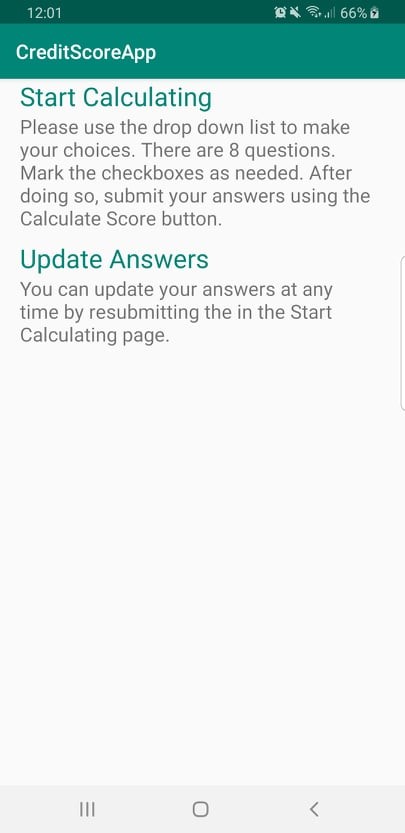 12:01 66%
CreditScoreApp
Start Calculating
Please use the drop down list to make
your choices. There are 8 questions.
Mark the checkboxes as needed. After
doing so, submit your answers using the
Calculate Score button.
Update Answers
You can update your answers at any
time by resubmitting the in the Start
Calculating page.